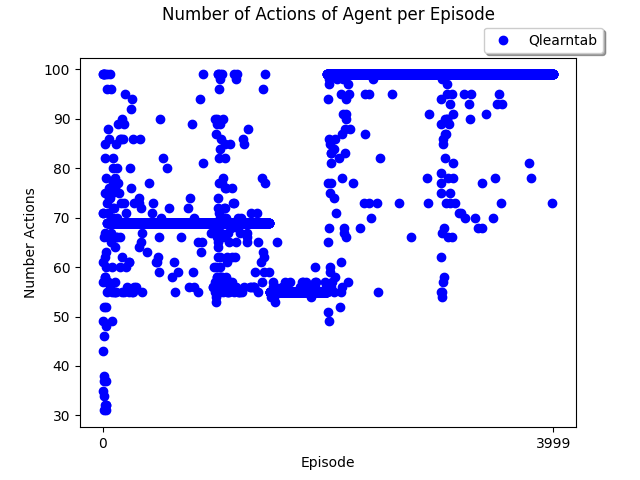 Number of Actions of Agent per Episode
Qlearntab
100
90
80
70
60
50
40
30
Number Actions
0
3999
Episode